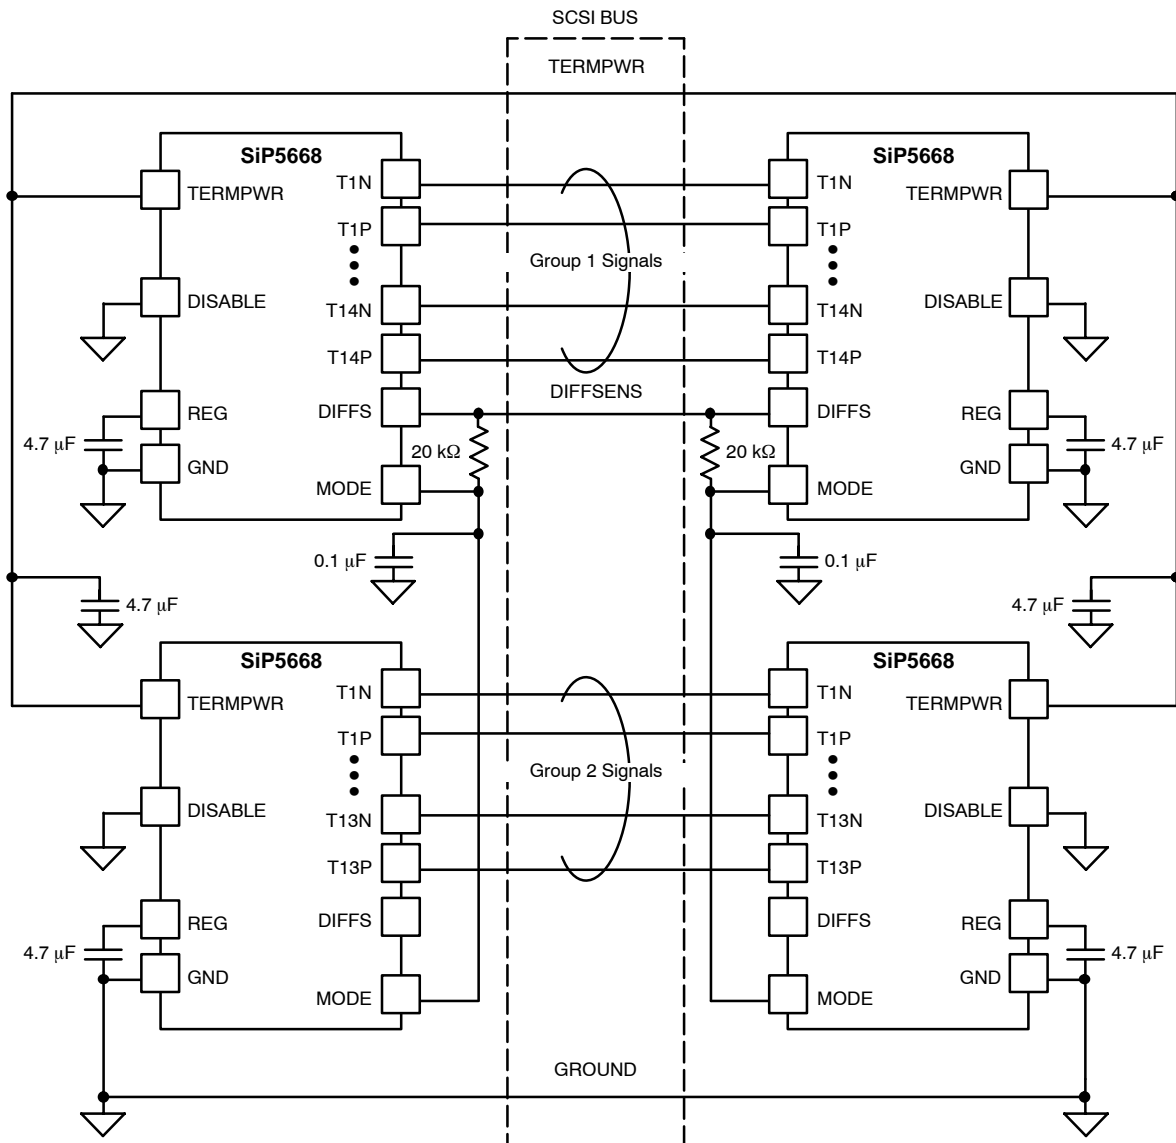 SCSI BUS
TERMPWR
SiP5668
SiP5668
T1N
T1N
TERMPWR
TERMPWR
T1P
T1P
Group 1 Signals
DISABLE
T14N
T14N
DISABLE
T14P
T14P
DIFFSENS
REG
DIFFS
DIFFS
REG
4.7 µF
20 kΩ
20 kΩ
4.7 µF
GND
GND
MODE
MODE
0.1 µF
0.1 µF
4.7 µF
4.7 µF
SiP5668
SiP5668
T1N
T1N
TERMPWR
TERMPWR
T1P
T1P
Group 2 Signals
DISABLE
T13N
T13N
DISABLE
T13P
T13P
REG
DIFFS
DIFFS
REG
4.7 µF
4.7 µF
GND
GND
MODE
MODE
GROUND